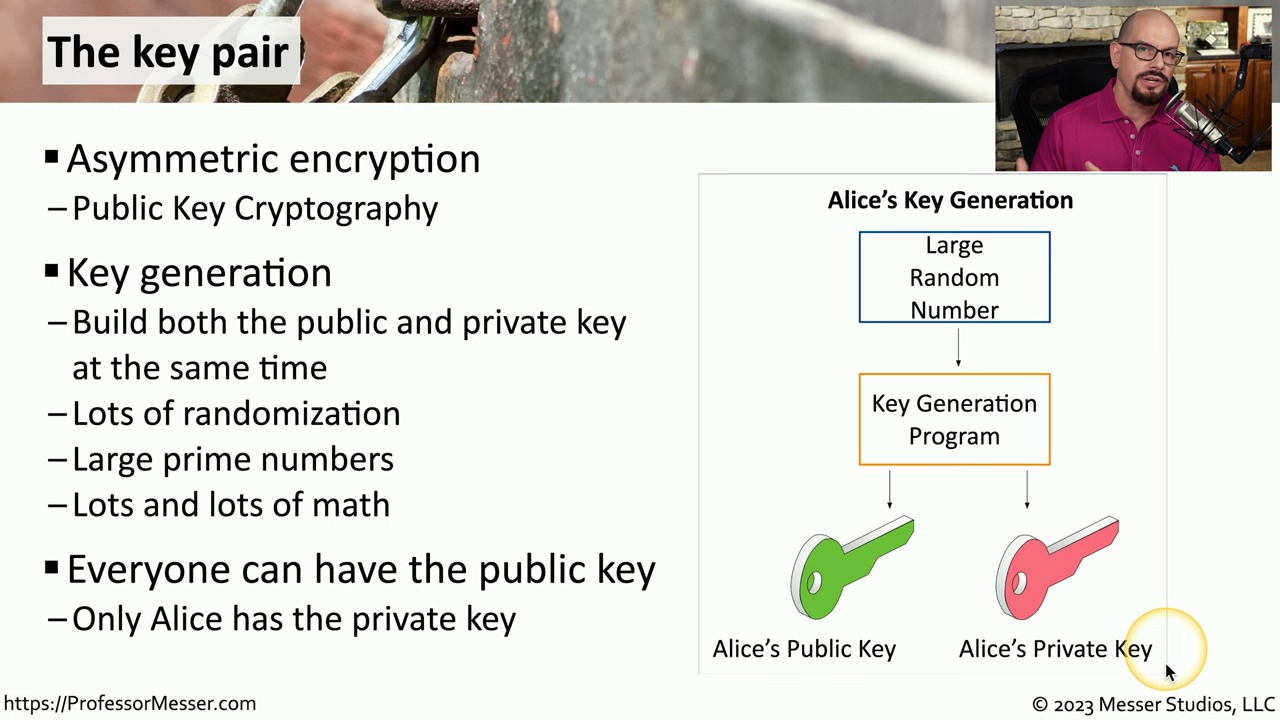 The key pair
▪ Asymmetric encryption
– Public Key Cryptography
▪ Key generation
– Build both the public and private key
at the same time
– Lots of randomization
– Large prime numbers
– Lots and lots of math
▪ Everyone can have the public key
– Only Alice has the private key
Alice's Key Generation
Large
Random
Number
Key Generation
Program
Alice's Public Key
Alice's Private Key
https://ProfessorMesser.com
© 2023 Messer Studios, LLC